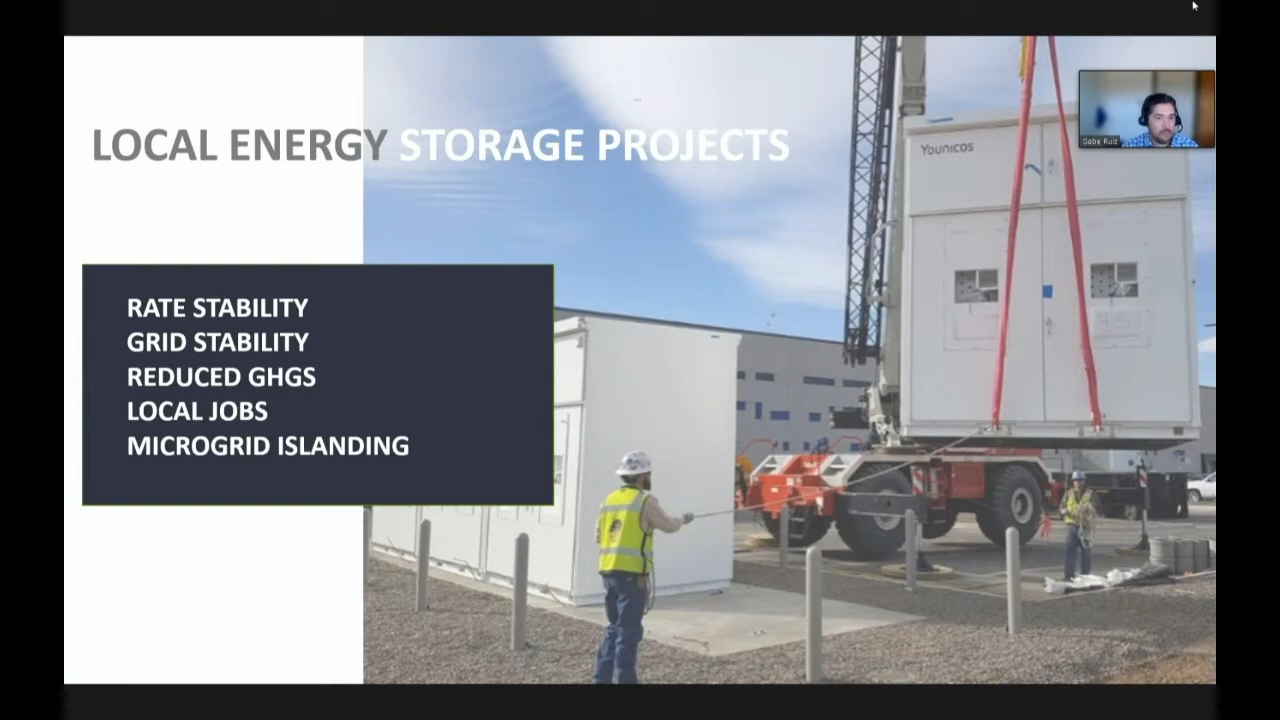 LOCAL ENERGY STORAGE PROJECTS
Younicos
Gabe Ruiz
RATE STABILITY
GRID STABILITY
REDUCED GHGS
LOCAL JOBS
MICROGRID ISLANDING